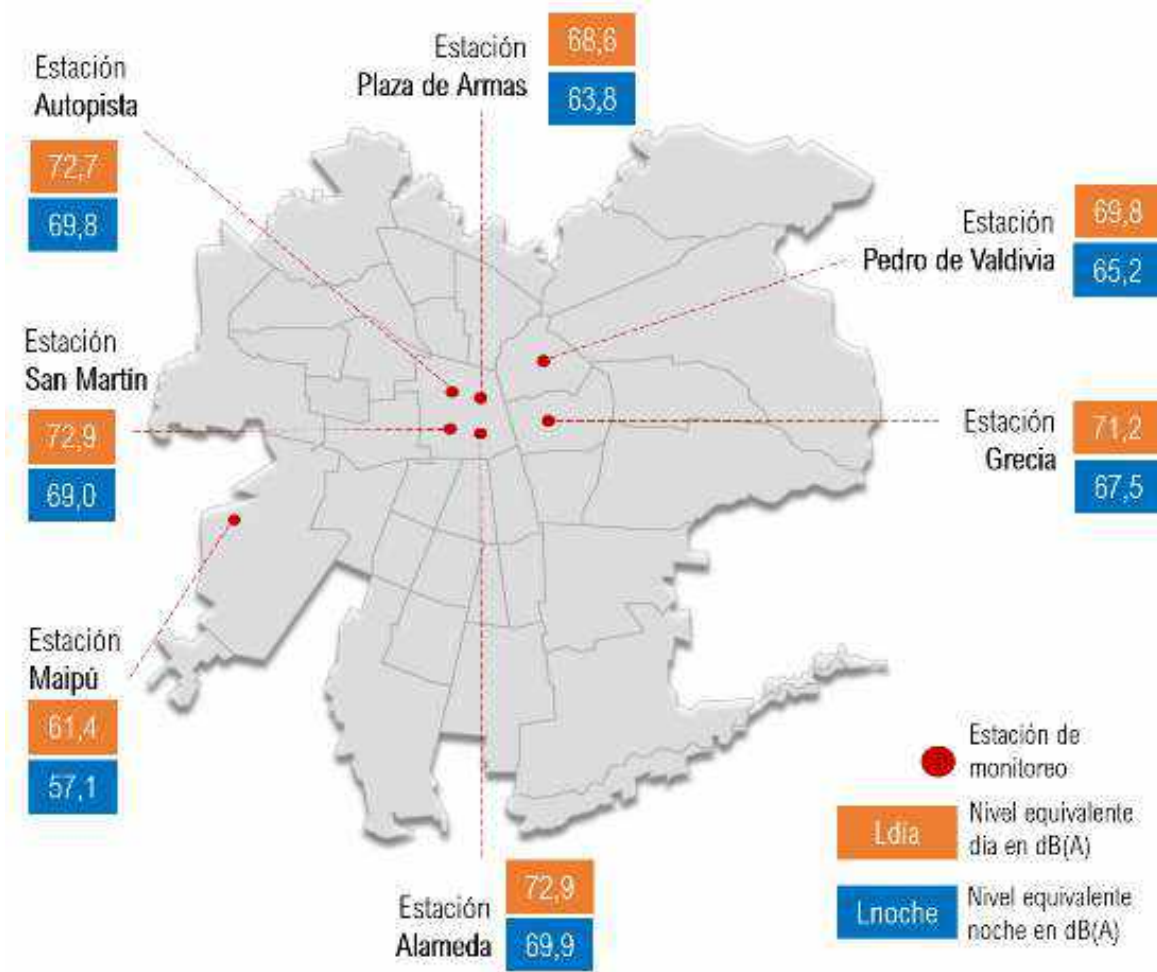 Estación
Autopista
72,7
69,8
Estación
Plaza de Armas
68,6
63,8
Estación
Pedro de Valdivia
69,8
65,2
Estación
San Martín
72,9
69,0
Estación
Grecia
71,2
67,5
Estación
Maipú
61,4
57,1
Estación
Alameda
72,9
69,9
Estación de
monitoreo
Ldía
Nivel equivalente
día en dB(A)
Lnoche
Nivel equivalente
noche en dB(A)